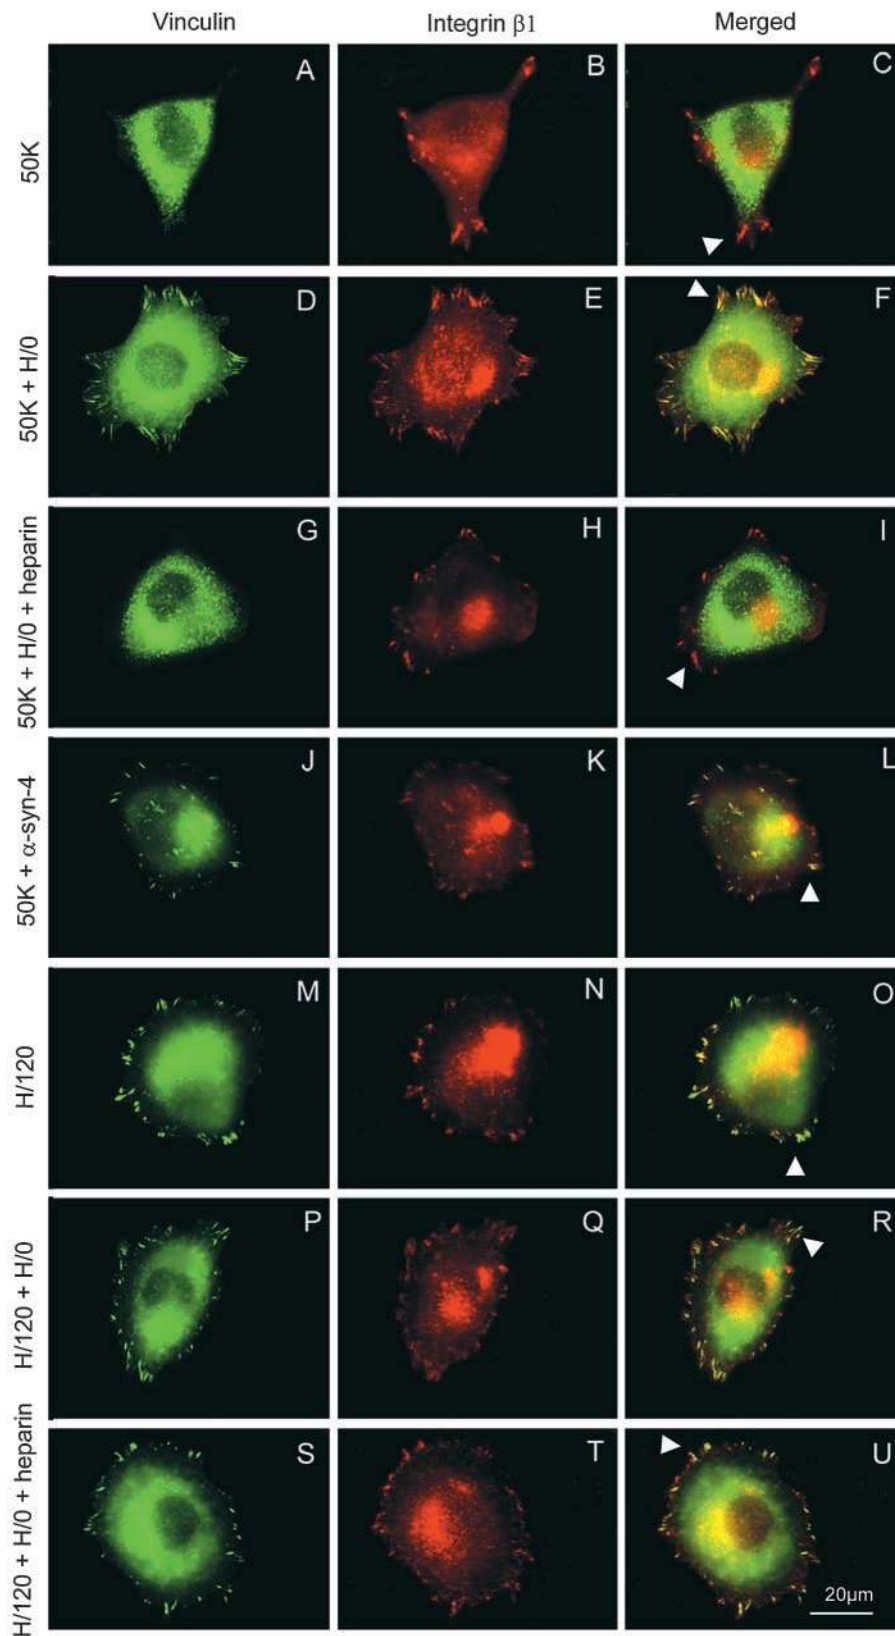 Vinculin Integrin β1 Merged
50K A B C
50K + H/0 D E F
50K + H/0 + heparin G H I
50K + α-syn-4 J K L
H/120 M N O
H/120 + H/0 P Q R
H/120 + H/0 + heparin S T U
20μm